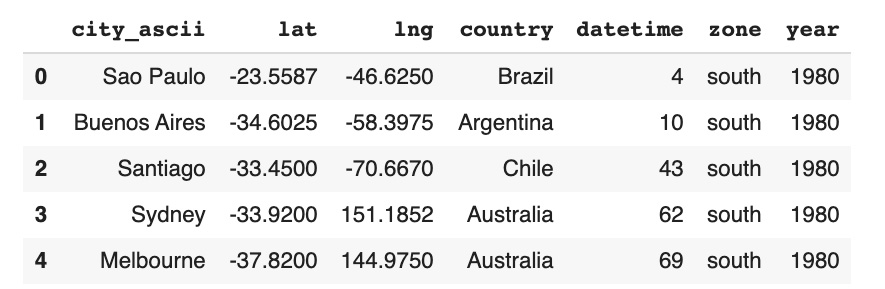 city_ascii lat lng country datetime zone year
0 Sao Paulo -23.5587 -46.6250 Brazil 4 south 1980
1 Buenos Aires -34.6025 -58.3975 Argentina 10 south 1980
2 Santiago -33.4500 -70.6670 Chile 43 south 1980
3 Sydney -33.9200 151.1852 Australia 62 south 1980
4 Melbourne -37.8200 144.9750 Australia 69 south 1980